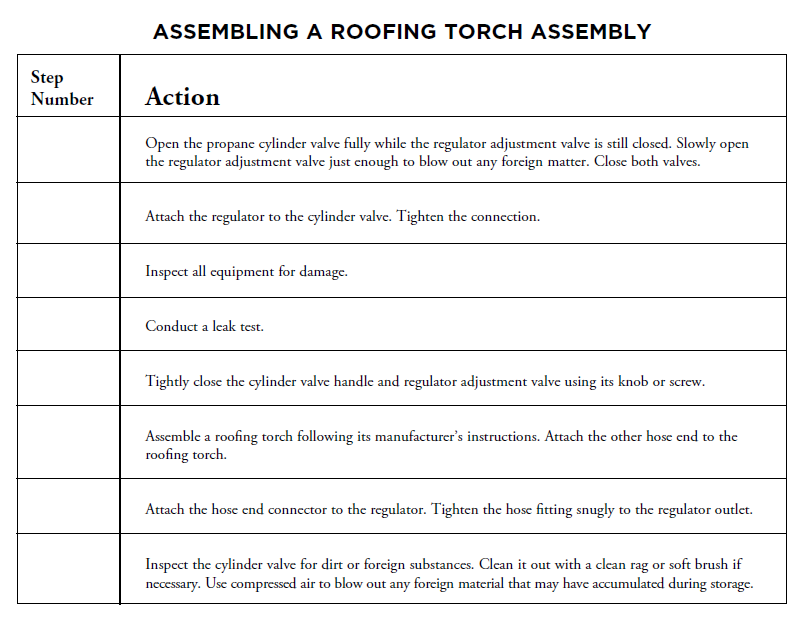 ASSEMBLING A ROOFING TORCH ASSEMBLY
Step
Number
Action
Open the propane cylinder valve fully while the regulator adjustment valve is still closed. Slowly open
the regulator adjustment valve just enough to blow out any foreign matter. Close both valves.
Attach the regulator to the cylinder valve. Tighten the connection.
Inspect all equipment for damage.
Conduct a leak test.
Tightly close the cylinder valve handle and regulator adjustment valve using its knob or screw.
Assemble a roofing torch following its manufacturer’s instructions. Attach the other hose end to the
roofing torch.
Attach the hose end connector to the regulator. Tighten the hose fitting snugly to the regulator outlet.
Inspect the cylinder valve for dirt or foreign substances. Clean it out with a clean rag or soft brush if
necessary. Use compressed air to blow out any foreign material that may have accumulated during storage.